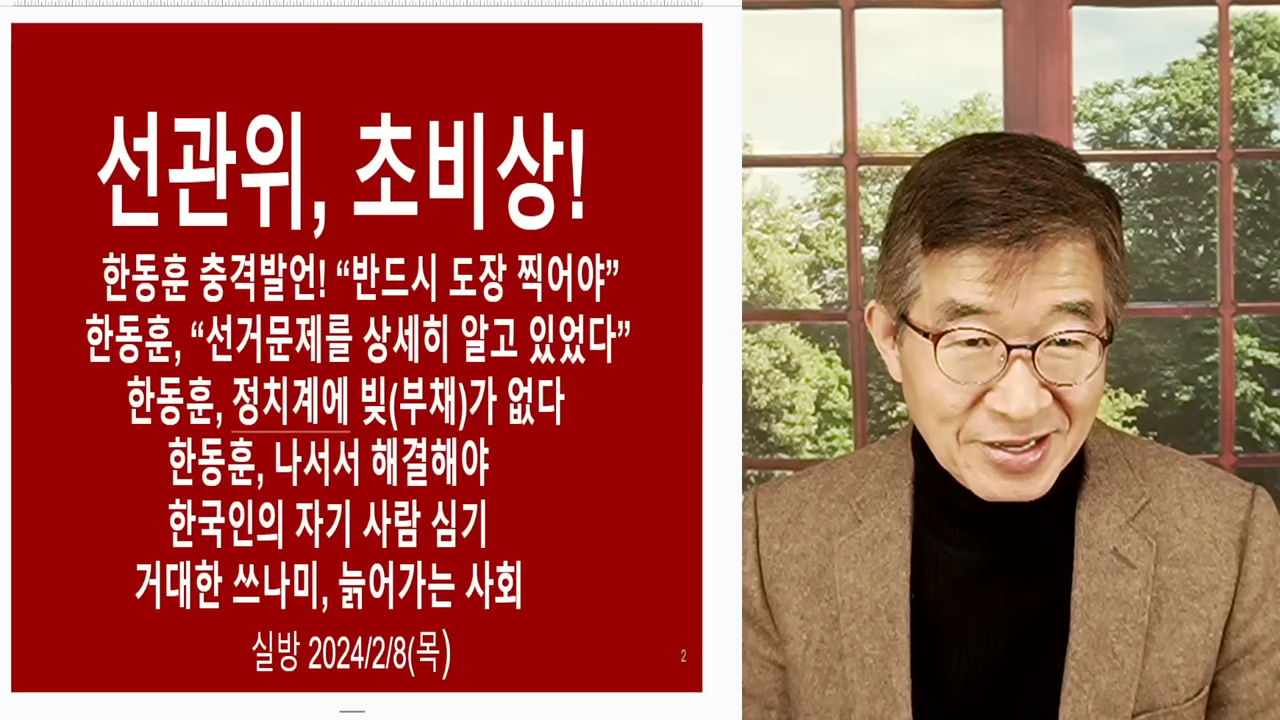 선관위, 초비상!
한동훈 충격발언! “반드시 도장 찍어야”
한동훈, “선거문제를 상세히 알고 있었다”
한동훈, 정치계에 빚(부채)가 없다
한동훈, 나서서 해결해야
한국인의 자기 사람 심기
거대한 쓰나미, 늙어가는 사회
실방 2024/2/8(목)
2